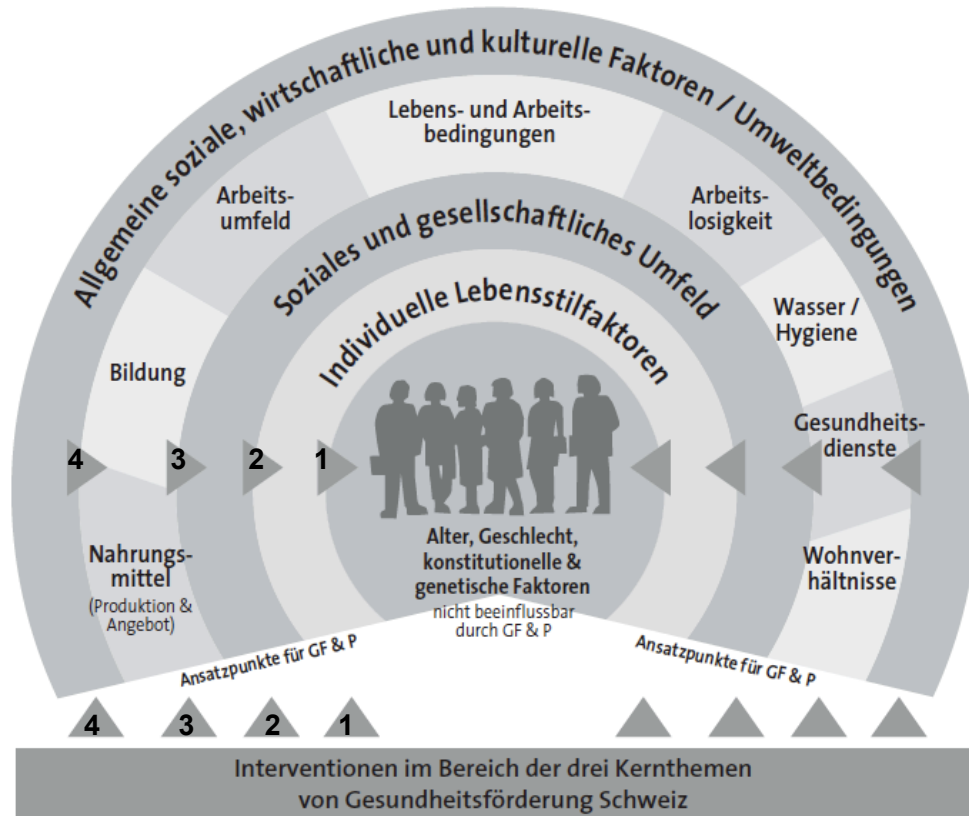 Allgemeine soziale, wirtschaftliche und kulturelle Faktoren / Umweltbedingungen
Lebens- und Arbeits-
bedingungen
Arbeits-
umfeld
Arbeits-
losigkeit
Soziales und gesellschaftliches Umfeld
Individuelle Lebensstilfaktoren
Wasser /
Hygiene
Bildung
Gesundheits-
dienste
4 3 2 1
Alter, Geschlecht,
konstitutionelle &
genetische Faktoren
nicht beeinflussbar
durch GF & P
Nahrungs-
mittel
(Produktion &
Angebot)
Wohnver-
hältnisse
Ansatzpunkte für GF & P
Ansatzpunkte für GF & P
4 3 2 1
Interventionen im Bereich der drei Kernthemen
von Gesundheitsförderung Schweiz